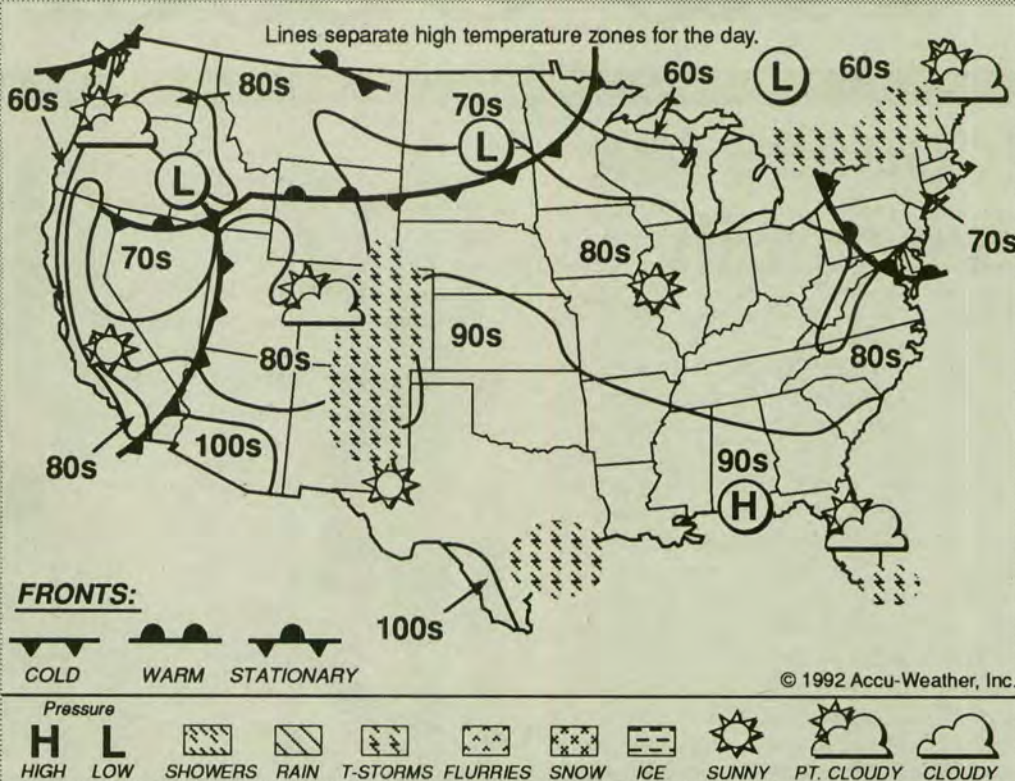 Lines separate high temperature zones for the day.
60s
80s
70s
60s
L
60s
L
L
70s
80s
70s
80s
90s
80s
80s
100s
90s
H
100s
FRONTS:
COLD WARM STATIONARY
© 1992 Accu-Weather, Inc.
Pressure
H L
HIGH LOW SHOWERS RAIN T-STORMS FLURRIES SNOW ICE SUNNY PT. CLOUDY CLOUDY